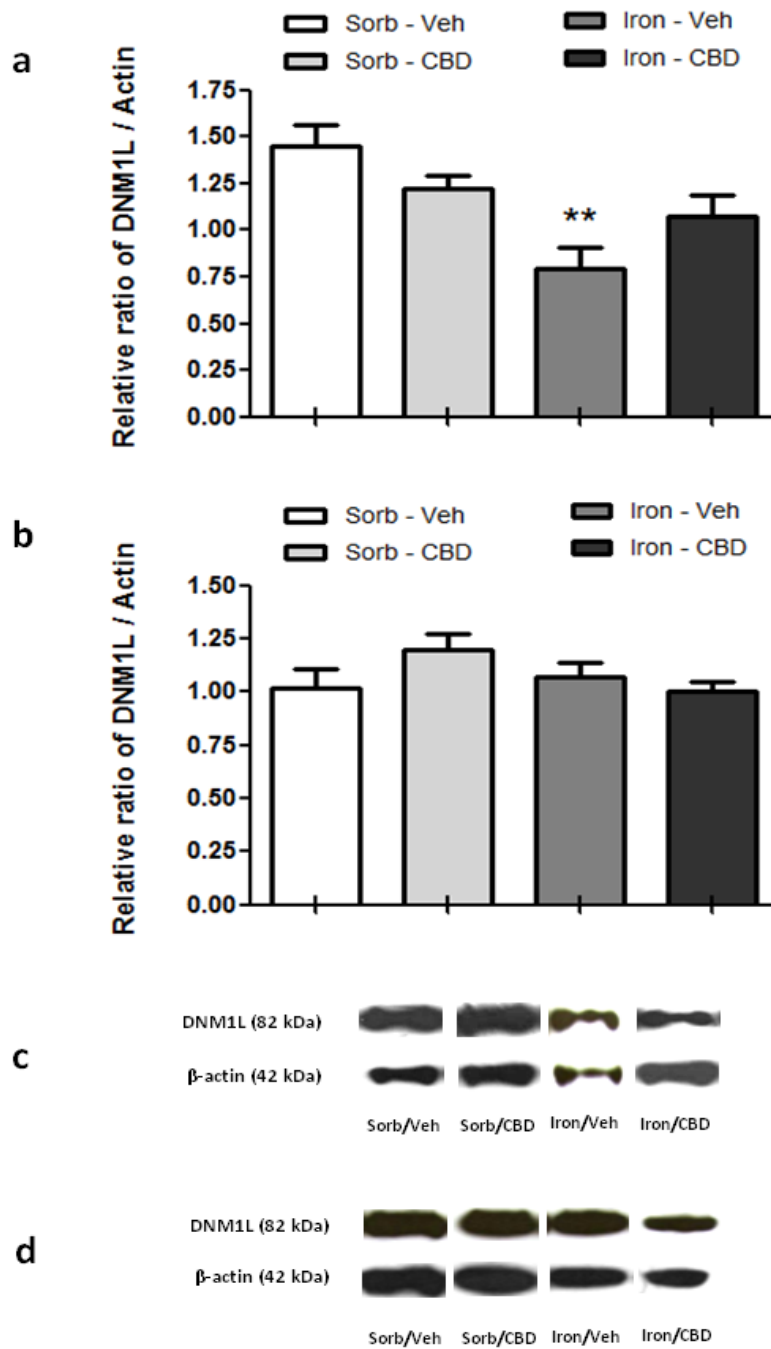 a
Sorb - Veh
Iron - Veh
Sorb - CBD
Iron - CBD
Relative ratio of DNM1L / Actin
1.75
1.50
1.25
1.00
0.75
0.50
0.25
0.00
**
b
Sorb - Veh
Iron - Veh
Sorb - CBD
Iron - CBD
Relative ratio of DNM1L / Actin
1.50
1.25
1.00
0.75
0.50
0.25
0.00
c
DNM1L (82 kDa)
β-actin (42 kDa)
Sorb/Veh Sorb/CBD Iron/Veh Iron/CBD
d
DNM1L (82 kDa)
β-actin (42 kDa)
Sorb/Veh Sorb/CBD Iron/Veh Iron/CBD